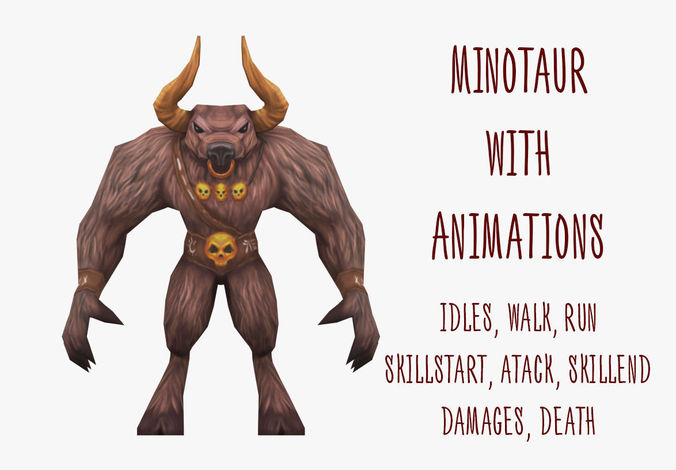 MINOTAUR
WITH
ANIMATIONS
IDLES, WALK, RUN
SKILLSTART, ATACK, SKILLEND
DAMAGES, DEATH